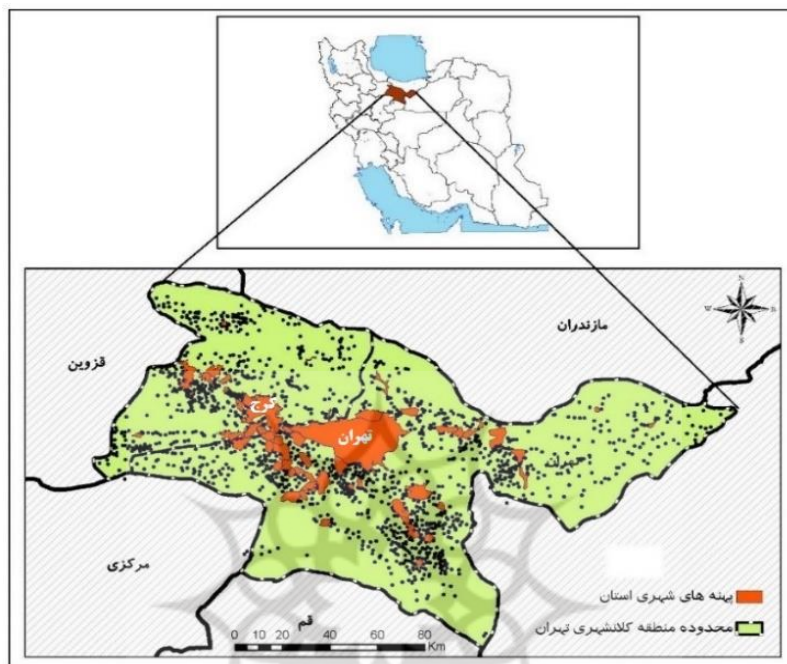 N
W
E
S
مازندران
قزوین
کرج
تهران
تهران
مرکزی
قم
پهنه های شهری استان
محدوده منطقه کلانشهری تهران
0 10 20 40 60 80
Km